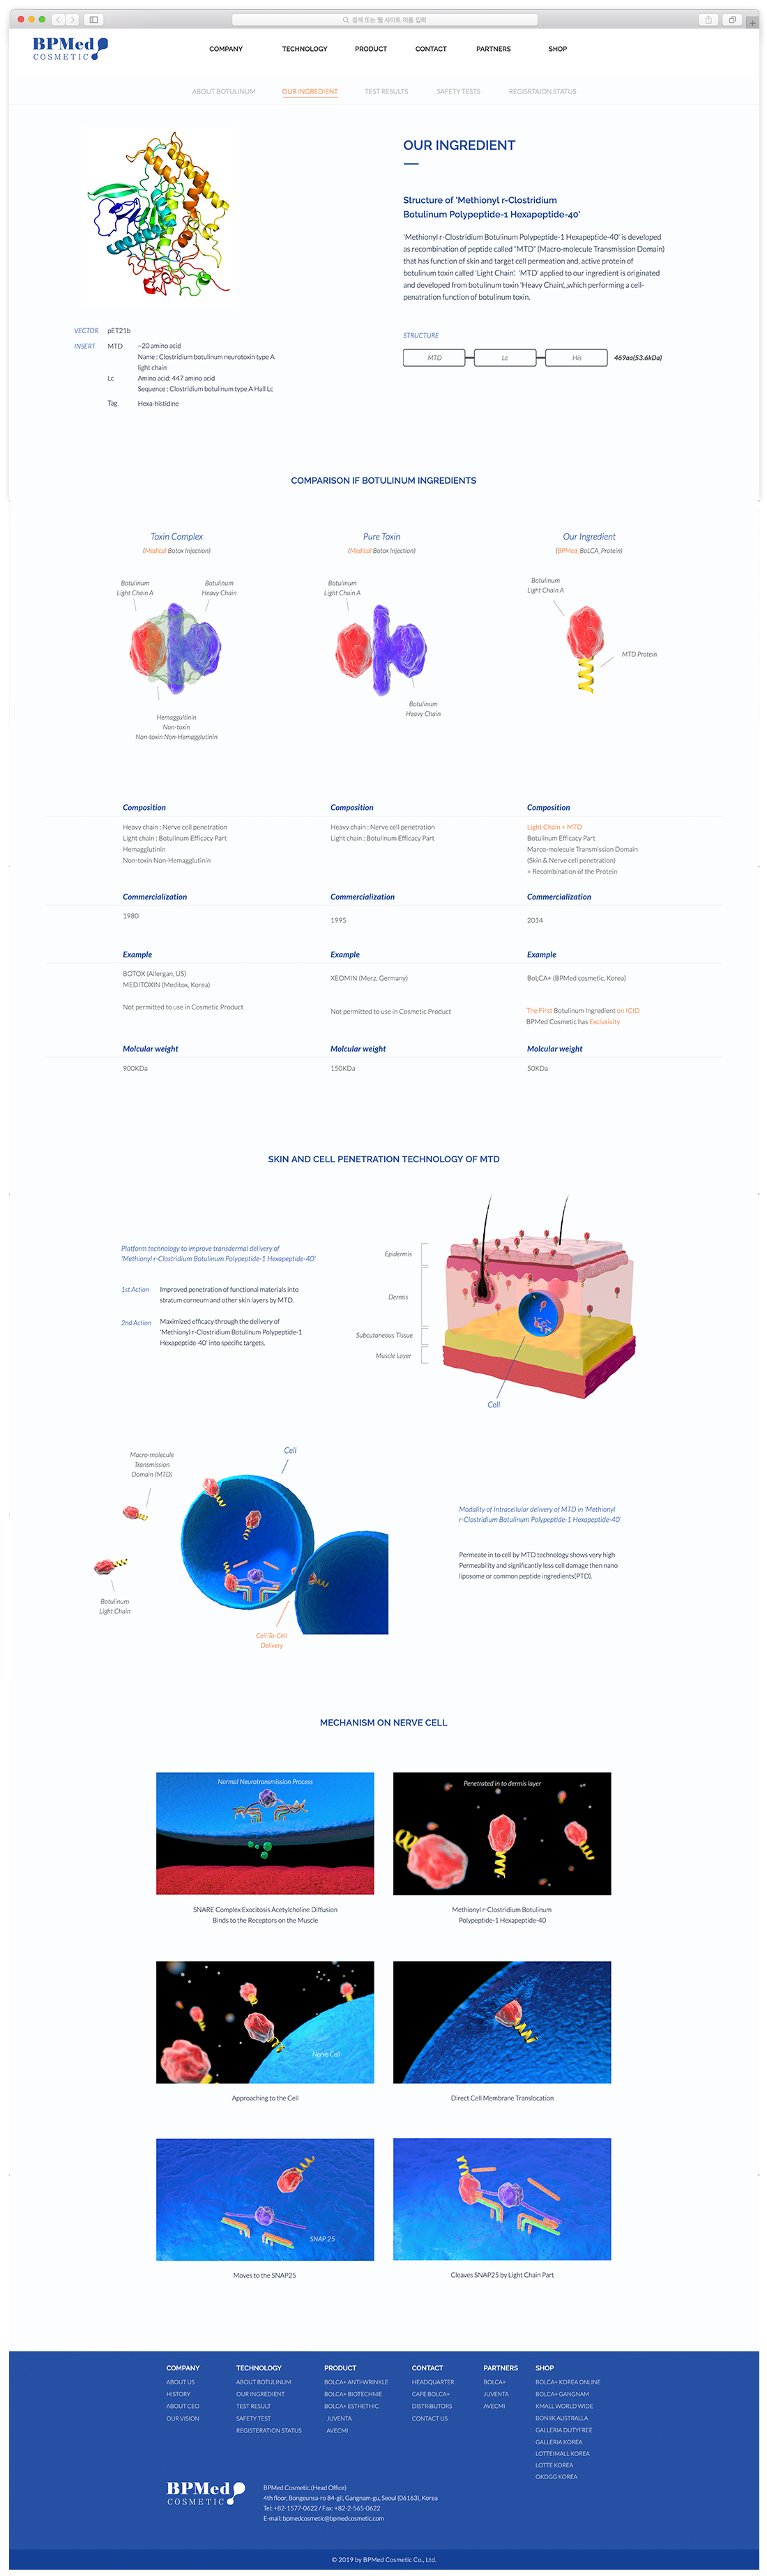 검색 또는 웹 사이트 이름 입력
BPMed
COSMETIC
COMPANY TECHNOLOGY PRODUCT CONTACT PARTNERS SHOP
ABOUT BOTULINUM OUR INGREDIENT TEST RESULTS SAFETY TESTS REGISRTAION STATUS
OUR INGREDIENT
Structure of 'Methionyl r-Clostridium
Botulinum Polypeptide-1 Hexapeptide-40'
'Methionyl r-Clostridium Botulinum Polypeptide-1 Hexapeptide-40' is developed
as recombination of peptide called "MTD" (Macro-molecule Transmission Domain)
that has function of skin and target cell permeation and, active protein of
botulinum toxin called 'Light Chain'. 'MTD' applied to our ingredient is originated
and developed from botulinum toxin 'Heavy Chain', ,which performing a cell-
penatration function of botulinum toxin.
VECTOR pET21b
INSERT MTD ~20 amino acid
Name : Clostridium botulinum neurotoxin type A
light chain
Lc Amino acid: 447 amino acid
Sequence : Clostridium botulinum type A Hall Lc
Tag Hexa-histidine
STRUCTURE
MTD Lc His 469aa(53.6kDa)
COMPARISON IF BOTULINUM INGREDIENTS
Toxin Complex
(Medical Botox Injection)
Botulinum
Light Chain A
Botulinum
Heavy Chain
Hemaggultinin
Non-toxin
Non-toxin Non-Hemagglutinin
Pure Toxin
(Medical Botox Injection)
Botulinum
Light Chain A
Botulinum
Heavy Chain
Our Ingredient
(BPMed_BoLCA_Protein)
Botulinum
Light Chain A
MTD Protein
Composition Composition Composition
Heavy chain : Nerve cell penetration
Light chain : Botulinum Efficacy Part
Hemagglutinin
Non-toxin Non-Hemagglutinin
Heavy chain : Nerve cell penetration
Light chain : Botulinum Efficacy Part
Light Chain + MTD
Botulinum Efficacy Part
Marco-molecule Transmission Domain
(Skin & Nerve cell penetration)
= Recombination of the Protein
Commercialization Commercialization Commercialization
1980 1995 2014
Example Example Example
BOTOX (Allergan, US)
MEDITOXIN (Meditox, Korea)
Not permitted to use in Cosmetic Product
XEOMIN (Merz, Germany)
Not permitted to use in Cosmetic Product
BoLCA+ (BPMed cosmetic, Korea)
The First Botulinum Ingredient on ICID
BPMed Cosmetic has Exclusivity
Molcular weight Molcular weight Molcular weight
900KDa 150KDa 50KDa
SKIN AND CELL PENETRATION TECHNOLOGY OF MTD
Platform technology to improve transdermal delivery of
'Methionyl r-Clostridium Botulinum Polypeptide-1 Hexapeptide-40'
1st Action Improved penetration of functional materials into
stratum corneum and other skin layers by MTD.
2nd Action Maximized efficacy through the delivery of
'Methionyl r-Clostridium Botulinum Polypeptide-1
Hexapeptide-40' into specific targets.
Epidermis
Dermis
Subcutaneous Tissue
Muscle Layer
Cell
Macro-molecule
Transmission
Domain (MTD)
Cell
Botulinum
Light Chain
Cell-To-Cell
Delivery
Modality of Intracellular delivery of MTD in 'Methionyl
r-Clostridium Botulinum Polypeptide-1 Hexapeptide-40'
Permeate in to cell by MTD technology shows very high
Permeability and significantly less cell damage then nano
liposome or common peptide ingredients(PTD).
MECHANISM ON NERVE CELL
Normal Neurotransmission Process
SNARE Complex Exocitosis Acetylcholine Diffusion
Binds to the Receptors on the Muscle
Penetrated in to dermis layer
Methionyl r-Clostridium Botulinum
Polypeptide-1 Hexapeptide-40
Nerve Cell
Approaching to the Cell
Direct Cell Membrane Translocation
SNAP 25
Moves to the SNAP25
Cleaves SNAP25 by Light Chain Part
COMPANY
ABOUT US
HISTORY
ABOUT CEO
OUR VISION
TECHNOLOGY
ABOUT BOTULINUM
OUR INGREDIENT
TEST RESULT
SAFETY TEST
REGISTERATION STATUS
PRODUCT
BOLCA+ ANTI-WRINKLE
BOLCA+ BIOTECHNIE
BOLCA+ ESTHETHIC
JUVENTA
AVECMI
CONTACT
HEADQUARTER
CAFE BOLCA+
DISTRIBUTORS
CONTACT US
PARTNERS
BOLCA+
JUVENTA
AVECMI
SHOP
BOLCA+ KOREA ONLINE
BOLCA+ GANGNAM
KMALL WORLD WIDE
BONIIK AUSTRALLA
GALLERIA DUTYFREE
GALLERIA KOREA
LOTTEIMALL KOREA
LOTTE KOREA
OKDGG KOREA
BPMed
COSMETIC
BPMed Cosmetic.(Head Office)
4th floor, Bongeunsa-ro 84-gil, Gangnam-gu, Seoul (06163), Korea
Tel: +82-1577-0622 / Fax: +82-2-565-0622
E-mail: bpmedcosmetic@bpmedcosmetic.com
© 2019 by BPMed Cosmetic Co., Ltd.